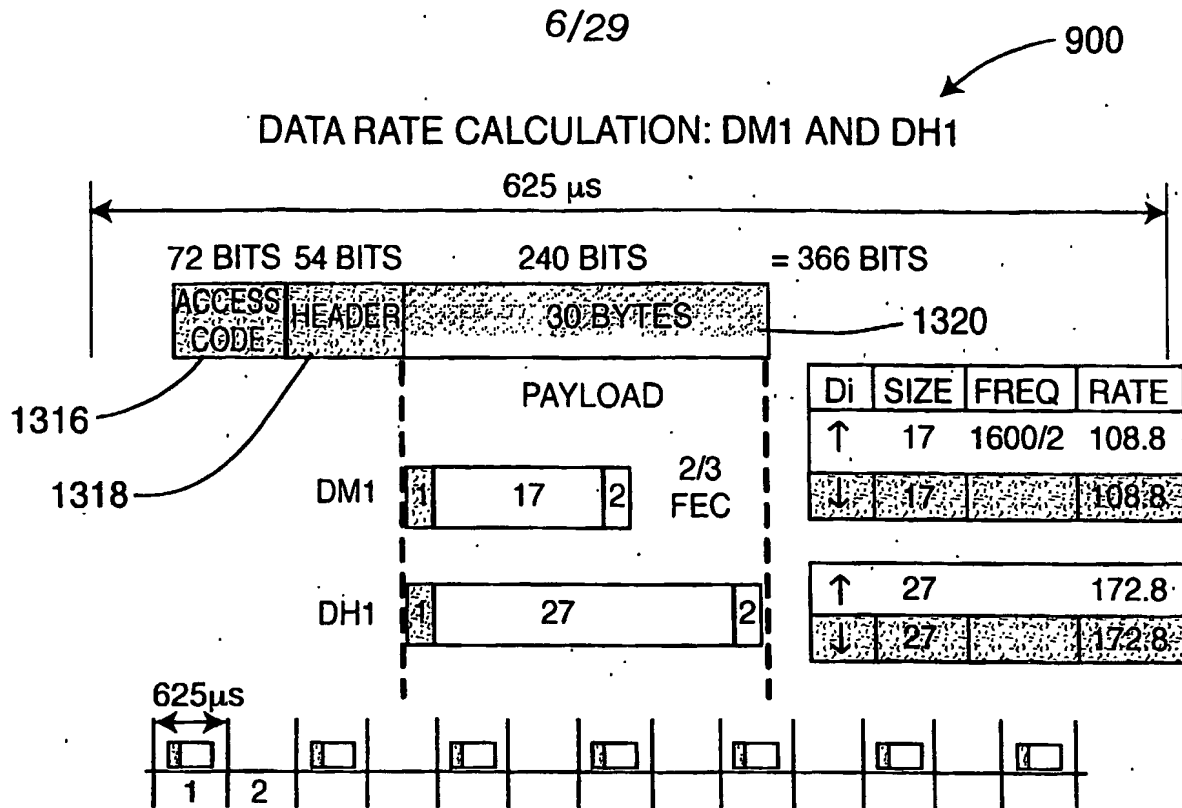 6/29
900
DATA RATE CALCULATION: DM1 AND DH1
625 µs
72 BITS 54 BITS 240 BITS = 366 BITS
ACCESS CODE HEADER 30 BYTES
1320
PAYLOAD
1316
1318
Di SIZE FREQ RATE
↑ 17 1600/2 108.8
↓ 17 108.8
DM1 1 17 2 2/3 FEC
↑ 27 172.8
↓ 27 172.8
DH1 1 27 2
625µs
1 2